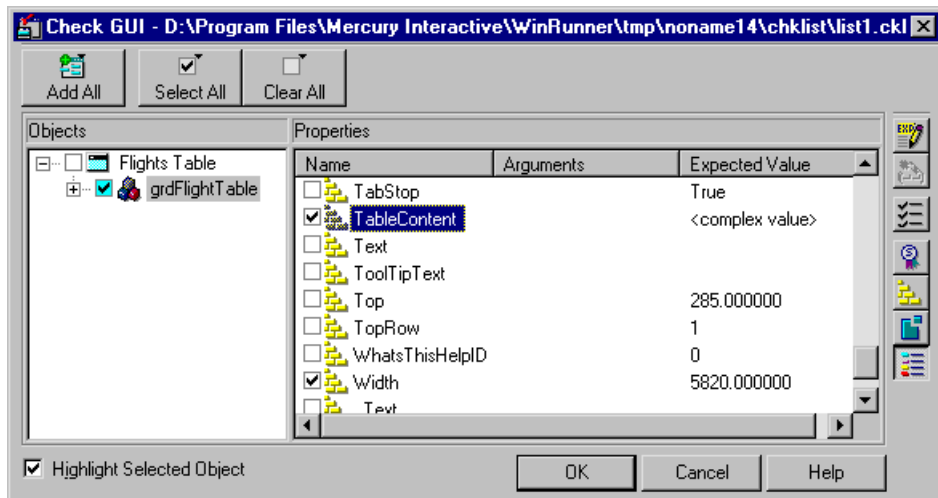 Check GUI - D:\Program Files\Mercury Interactive\WinRunner\tmp\noname14\chklist\list1.ckl
Add All Select All Clear All
Objects Properties
Flights Table
grdFlightTable
Name Arguments Expected Value
TabStop True
TableContent <complex value>
Text
ToolTipText
Top 285.000000
TopRow 1
WhatsThisHelpID 0
Width 5820.000000
_Text
EXP
Highlight Selected Object
OK Cancel Help